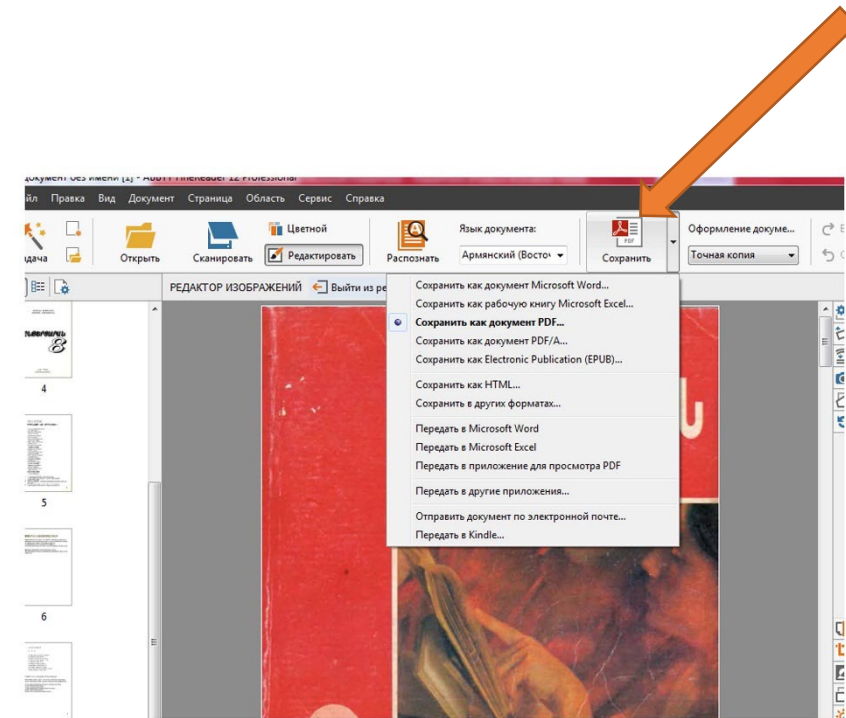 документ без имени [1] - ABBYY FineReader 12 Professional
йл Правка Вид Документ Страница Область Сервис Справка
дача
Открыть
Сканировать
Цветной
Редактировать
Распознать
Язык документа:
Армянский (Восто
PDF
Сохранить
Оформление докуме...
Точная копия
РЕДАКТОР ИЗОБРАЖЕНИЙ Выйти из ре
Сохранить как документ Microsoft Word...
Сохранить как рабочую книгу Microsoft Excel...
Сохранить как документ PDF...
Сохранить как документ PDF/A...
Сохранить как Electronic Publication (EPUB)...
Сохранить как HTML...
Сохранить в других форматах...
Передать в Microsoft Word
Передать в Microsoft Excel
Передать в приложение для просмотра PDF
Передать в другие приложения...
Отправить документ по электронной почте...
Передать в Kindle...
8
4
5
6